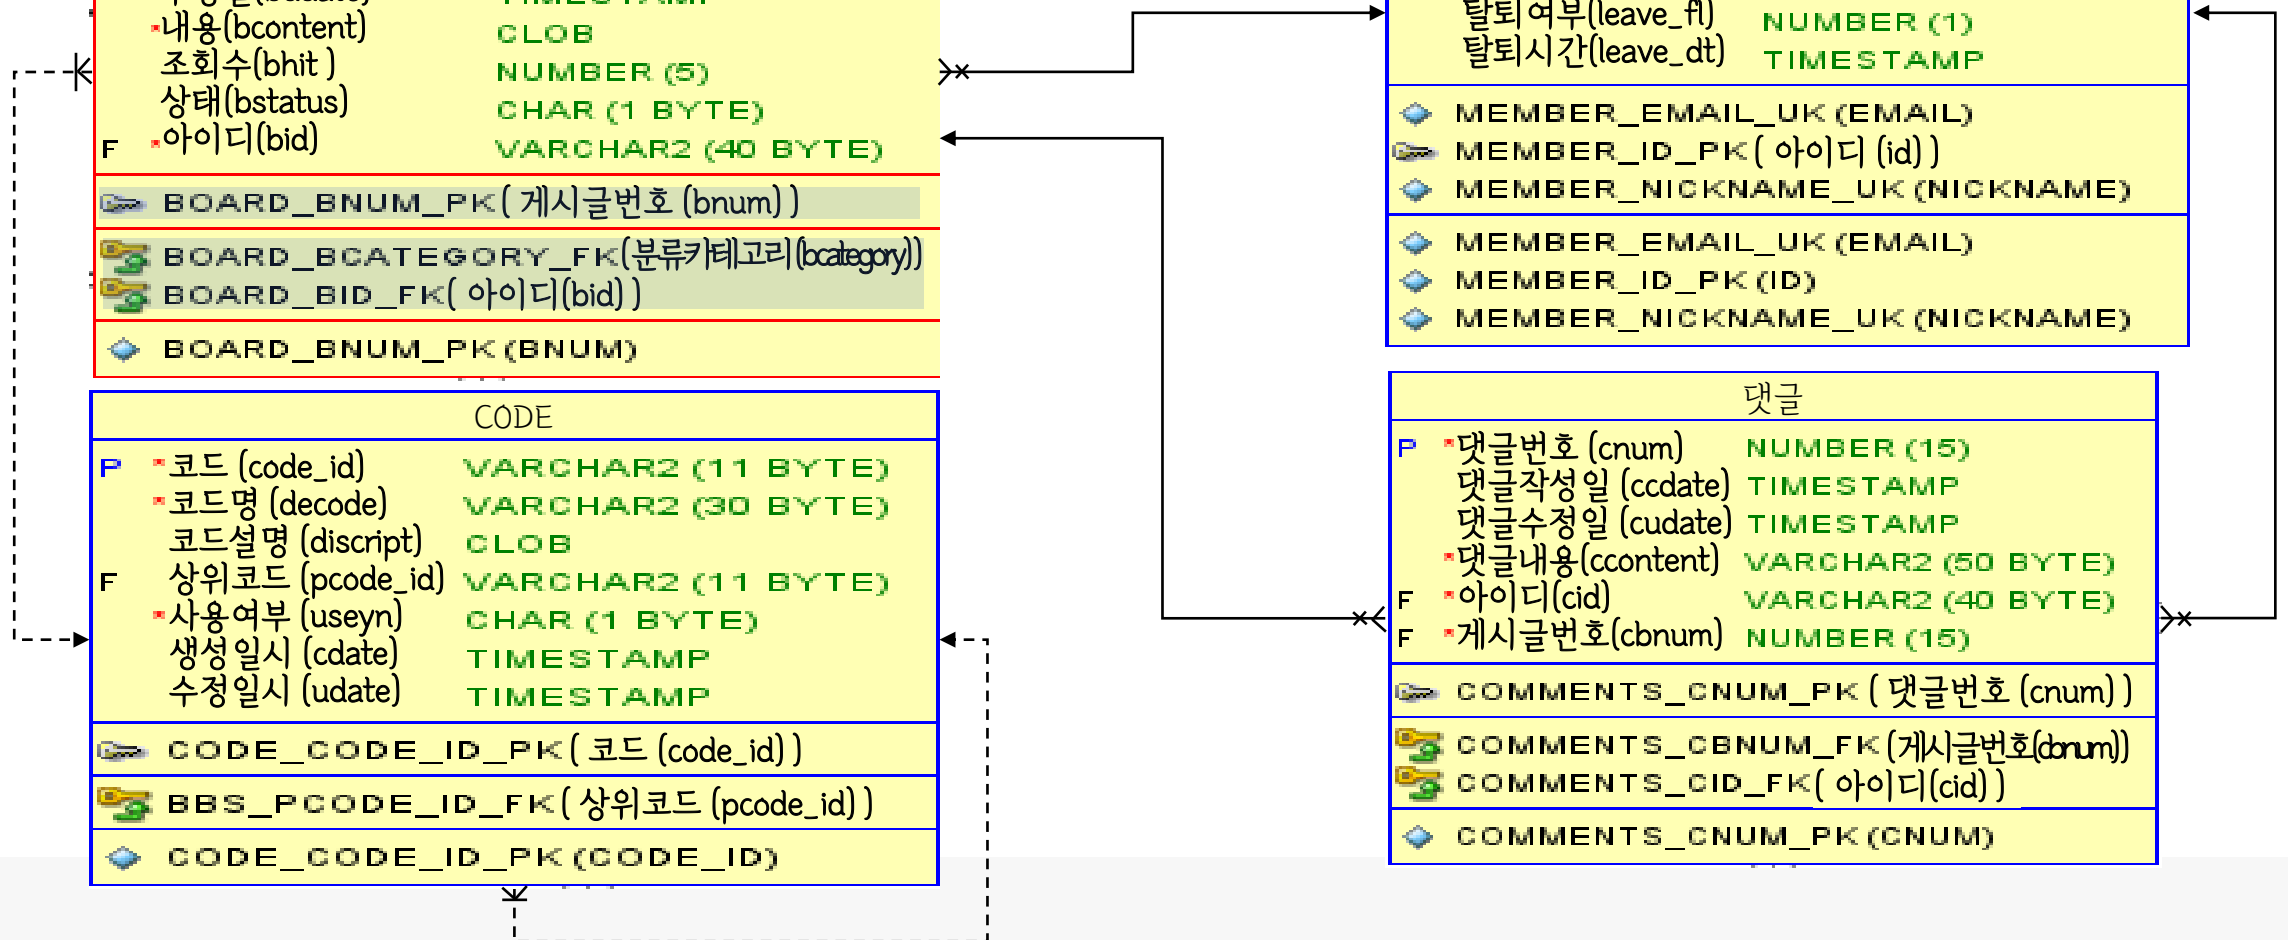 *내용(bcontent) CLOB
조회수(bhit ) NUMBER (5)
상태(bstatus) CHAR (1 BYTE)
F *아이디(bid) VARCHAR2 (40 BYTE)
BOARD_BNUM_PK( 게시글번호 (bnum) )
BOARD_BCATEGORY_FK(분류카테고리(bcategory))
BOARD_BID_FK( 아이디(bid) )
BOARD_BNUM_PK (BNUM)
CODE
P *코드 (code_id) VARCHAR2 (11 BYTE)
*코드명 (decode) VARCHAR2 (30 BYTE)
코드설명 (discript) CLOB
F 상위코드 (pcode_id) VARCHAR2 (11 BYTE)
*사용여부 (useyn) CHAR (1 BYTE)
생성일시 (cdate) TIMESTAMP
수정일시 (udate) TIMESTAMP
CODE_CODE_ID_PK( 코드 (code_id) )
BBS_PCODE_ID_FK( 상위코드 (pcode_id) )
CODE_CODE_ID_PK (CODE_ID)
탈퇴여부(leave_fl) NUMBER (1)
탈퇴시간(leave_dt) TIMESTAMP
MEMBER_EMAIL_UK (EMAIL)
MEMBER_ID_PK( 아이디 (id) )
MEMBER_NICKNAME_UK (NICKNAME)
MEMBER_EMAIL_UK (EMAIL)
MEMBER_ID_PK (ID)
MEMBER_NICKNAME_UK (NICKNAME)
댓글
P *댓글번호 (cnum) NUMBER (15)
댓글작성일 (ccdate) TIMESTAMP
댓글수정일 (cudate) TIMESTAMP
*댓글내용(ccontent) VARCHAR2 (50 BYTE)
F *아이디(cid) VARCHAR2 (40 BYTE)
F *게시글번호(cbnum) NUMBER (15)
COMMENTS_CNUM_PK ( 댓글번호 (cnum) )
COMMENTS_CBNUM_FK (게시글번호(cbnum))
COMMENTS_CID_FK( 아이디(cid) )
COMMENTS_CNUM_PK (CNUM)